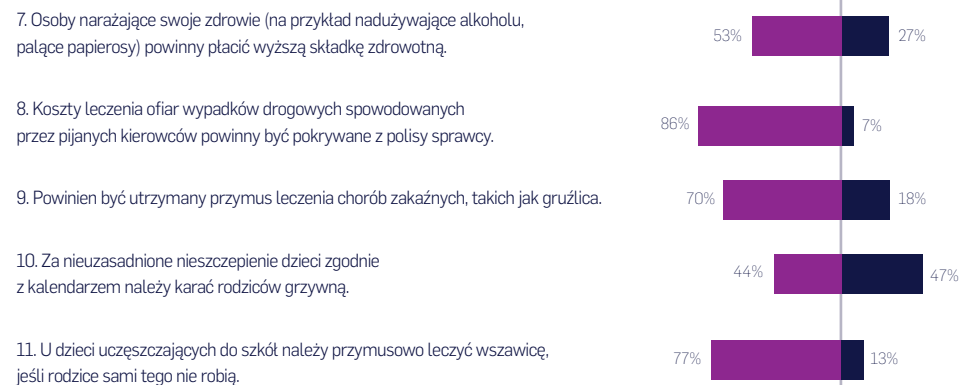 7. Osoby narażające swoje zdrowie (na przykład nadużywające alkoholu,
palące papierosy) powinny płacić wyższą składkę zdrowotną.
53%
27%
8. Koszty leczenia ofiar wypadków drogowych spowodowanych
przez pijanych kierowców powinny być pokrywane z polisy sprawcy.
86%
7%
9. Powinien być utrzymany przymus leczenia chorób zakaźnych, takich jak gruźlica.
70%
18%
10. Za nieuzasadnione nieszczepienie dzieci zgodnie
z kalendarzem należy karać rodziców grzywną.
44%
47%
11. U dzieci uczęszczających do szkół należy przymusowo leczyć wszawicę,
jeśli rodzice sami tego nie robią.
77%
13%